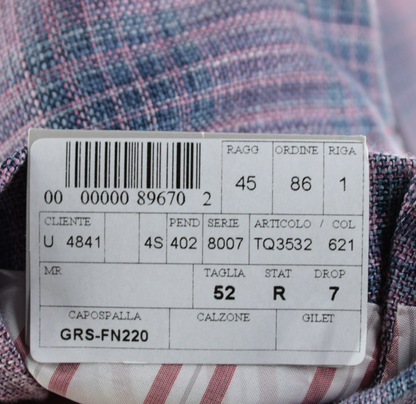 RAGG ORDINE RIGA
45 86 1
00 00000 89670 2
CLIENTE PEND SERIE ARTICOLO / COL
U 4841 4S 402 8007 TQ3532 621
MR TAGLIA STAT DROP
52 R 7
CAPOSPALLA CALZONE GILET
GRS-FN220